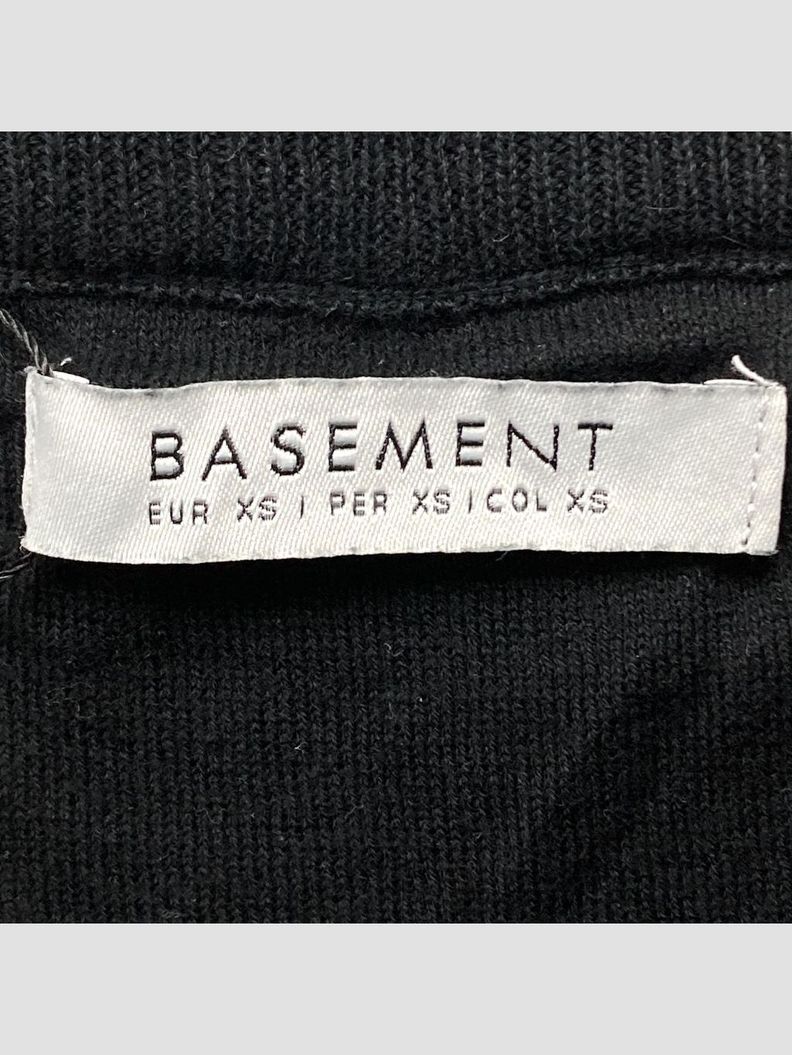 BASEMENT
EUR XS | PER XS | COL XS